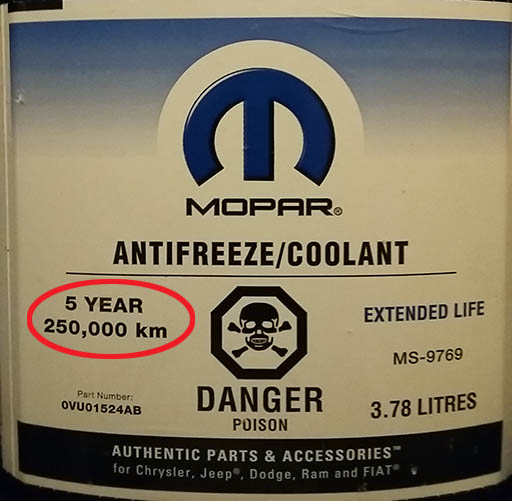 MOPAR®
ANTIFREEZE/COOLANT
5 YEAR
250,000 km
EXTENDED LIFE
MS-9769
Part Number:
0VU01524AB
DANGER
POISON
3.78 LITRES
AUTHENTIC PARTS & ACCESSORIES™
for Chrysler, Jeep®, Dodge, Ram and FIAT®